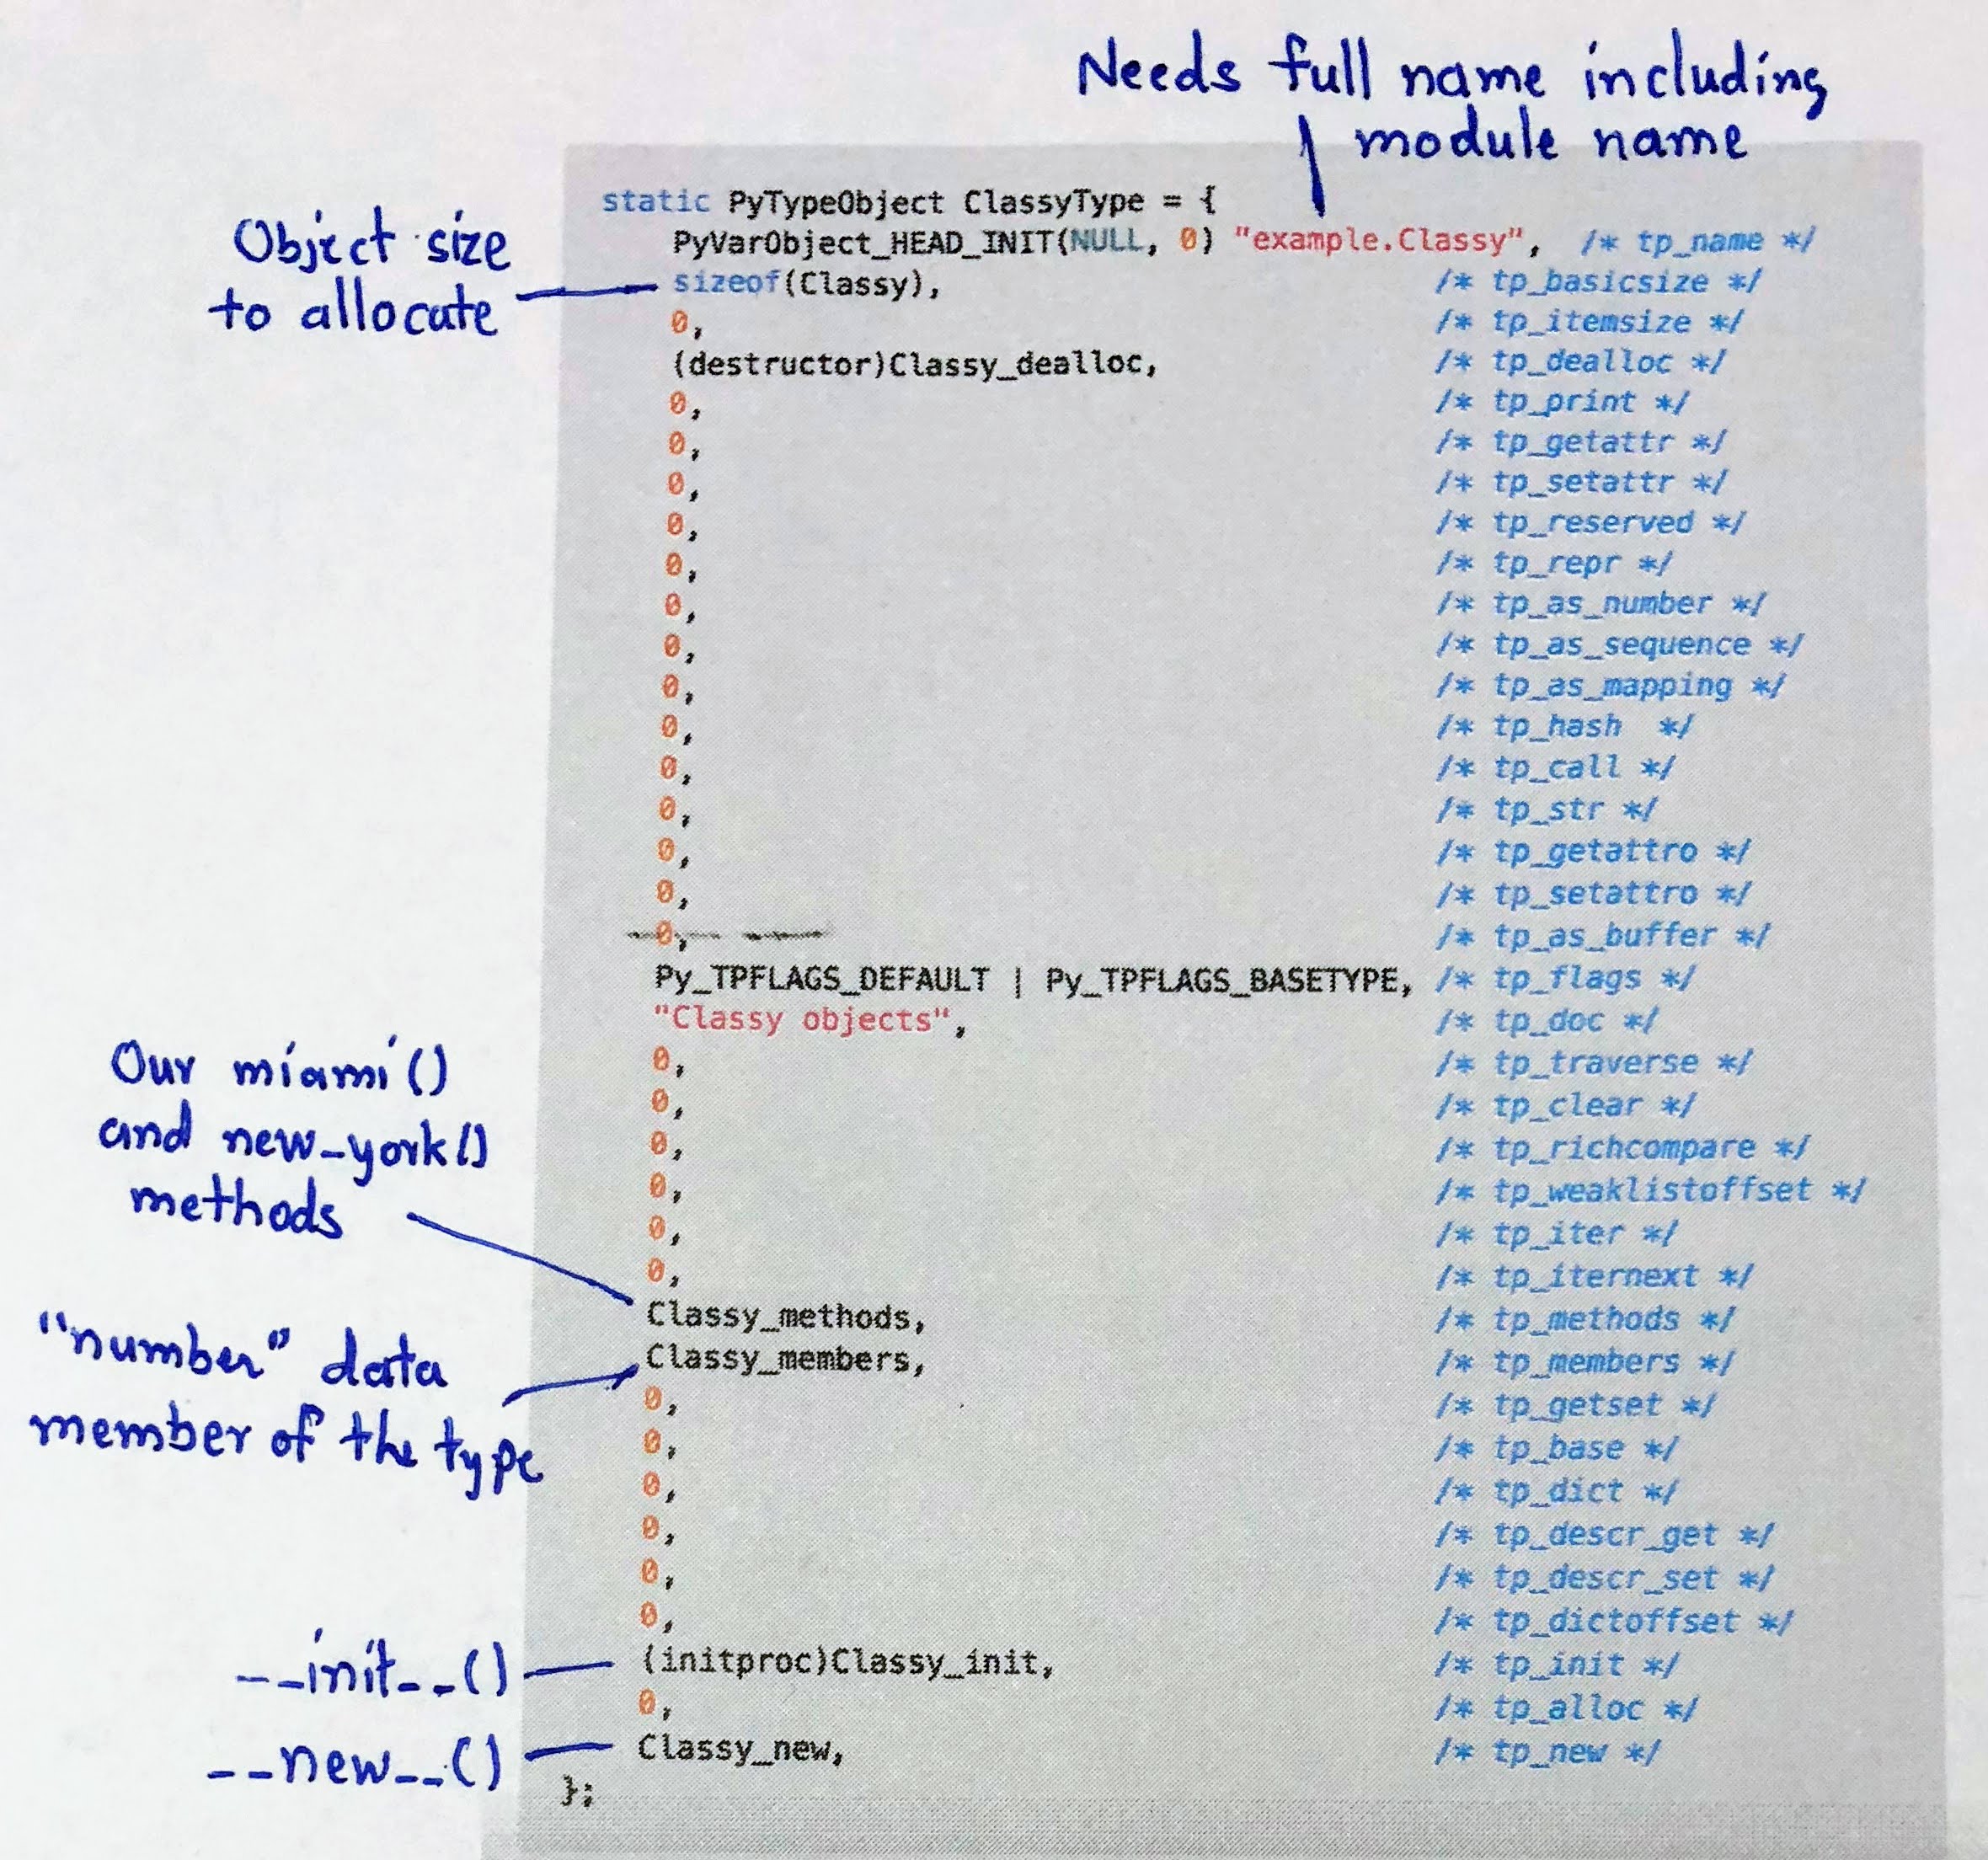 Needs full name including
module name
static PyTypeObject ClassyType = {
PyVarObject_HEAD_INIT(NULL, 0) "example.Classy", /* tp_name */
Object size
to allocate
sizeof(Classy), /* tp_basicsize */
0, /* tp_itemsize */
(destructor)Classy_dealloc, /* tp_dealloc */
0, /* tp_print */
0, /* tp_getattr */
0, /* tp_setattr */
0, /* tp_reserved */
0, /* tp_repr */
0, /* tp_as_number */
0, /* tp_as_sequence */
0, /* tp_as_mapping */
0, /* tp_hash  */
0, /* tp_call */
0, /* tp_str */
0, /* tp_getattro */
0, /* tp_setattro */
0, /* tp_as_buffer */
Py_TPFLAGS_DEFAULT | Py_TPFLAGS_BASETYPE, /* tp_flags */
"Classy objects", /* tp_doc */
0, /* tp_traverse */
0, /* tp_clear */
0, /* tp_richcompare */
0, /* tp_weaklistoffset */
0, /* tp_iter */
0, /* tp_iternext */
Our miami()
and new_york()
methods
Classy_methods, /* tp_methods */
"number" data
member of the type
Classy_members, /* tp_members */
0, /* tp_getset */
0, /* tp_base */
0, /* tp_dict */
0, /* tp_descr_get */
0, /* tp_descr_set */
0, /* tp_dictoffset */
__init__()
(initproc)Classy_init, /* tp_init */
0, /* tp_alloc */
__new__()
Classy_new, /* tp_new */
};